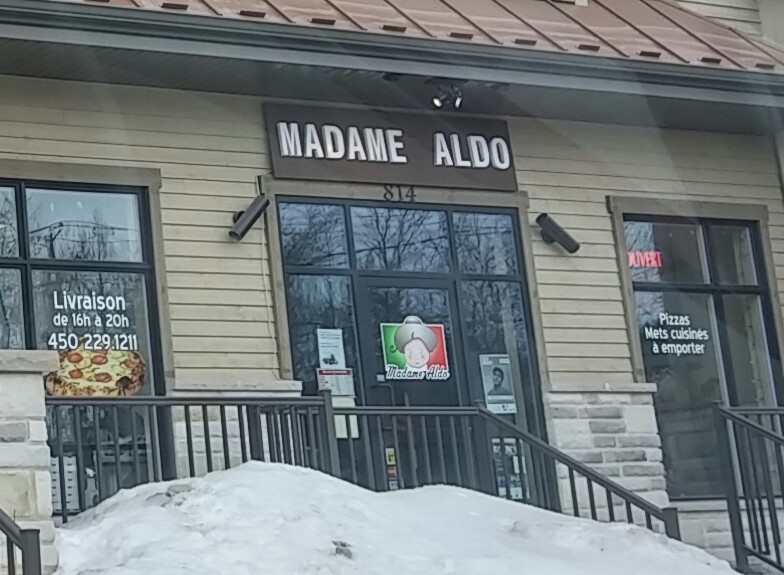 MADAME ALDO
814
Livraison
de 16h à 20h
450 229.1211
Madame Aldo
OUVERT
Pizzas
Mets cuisinés
à emporter